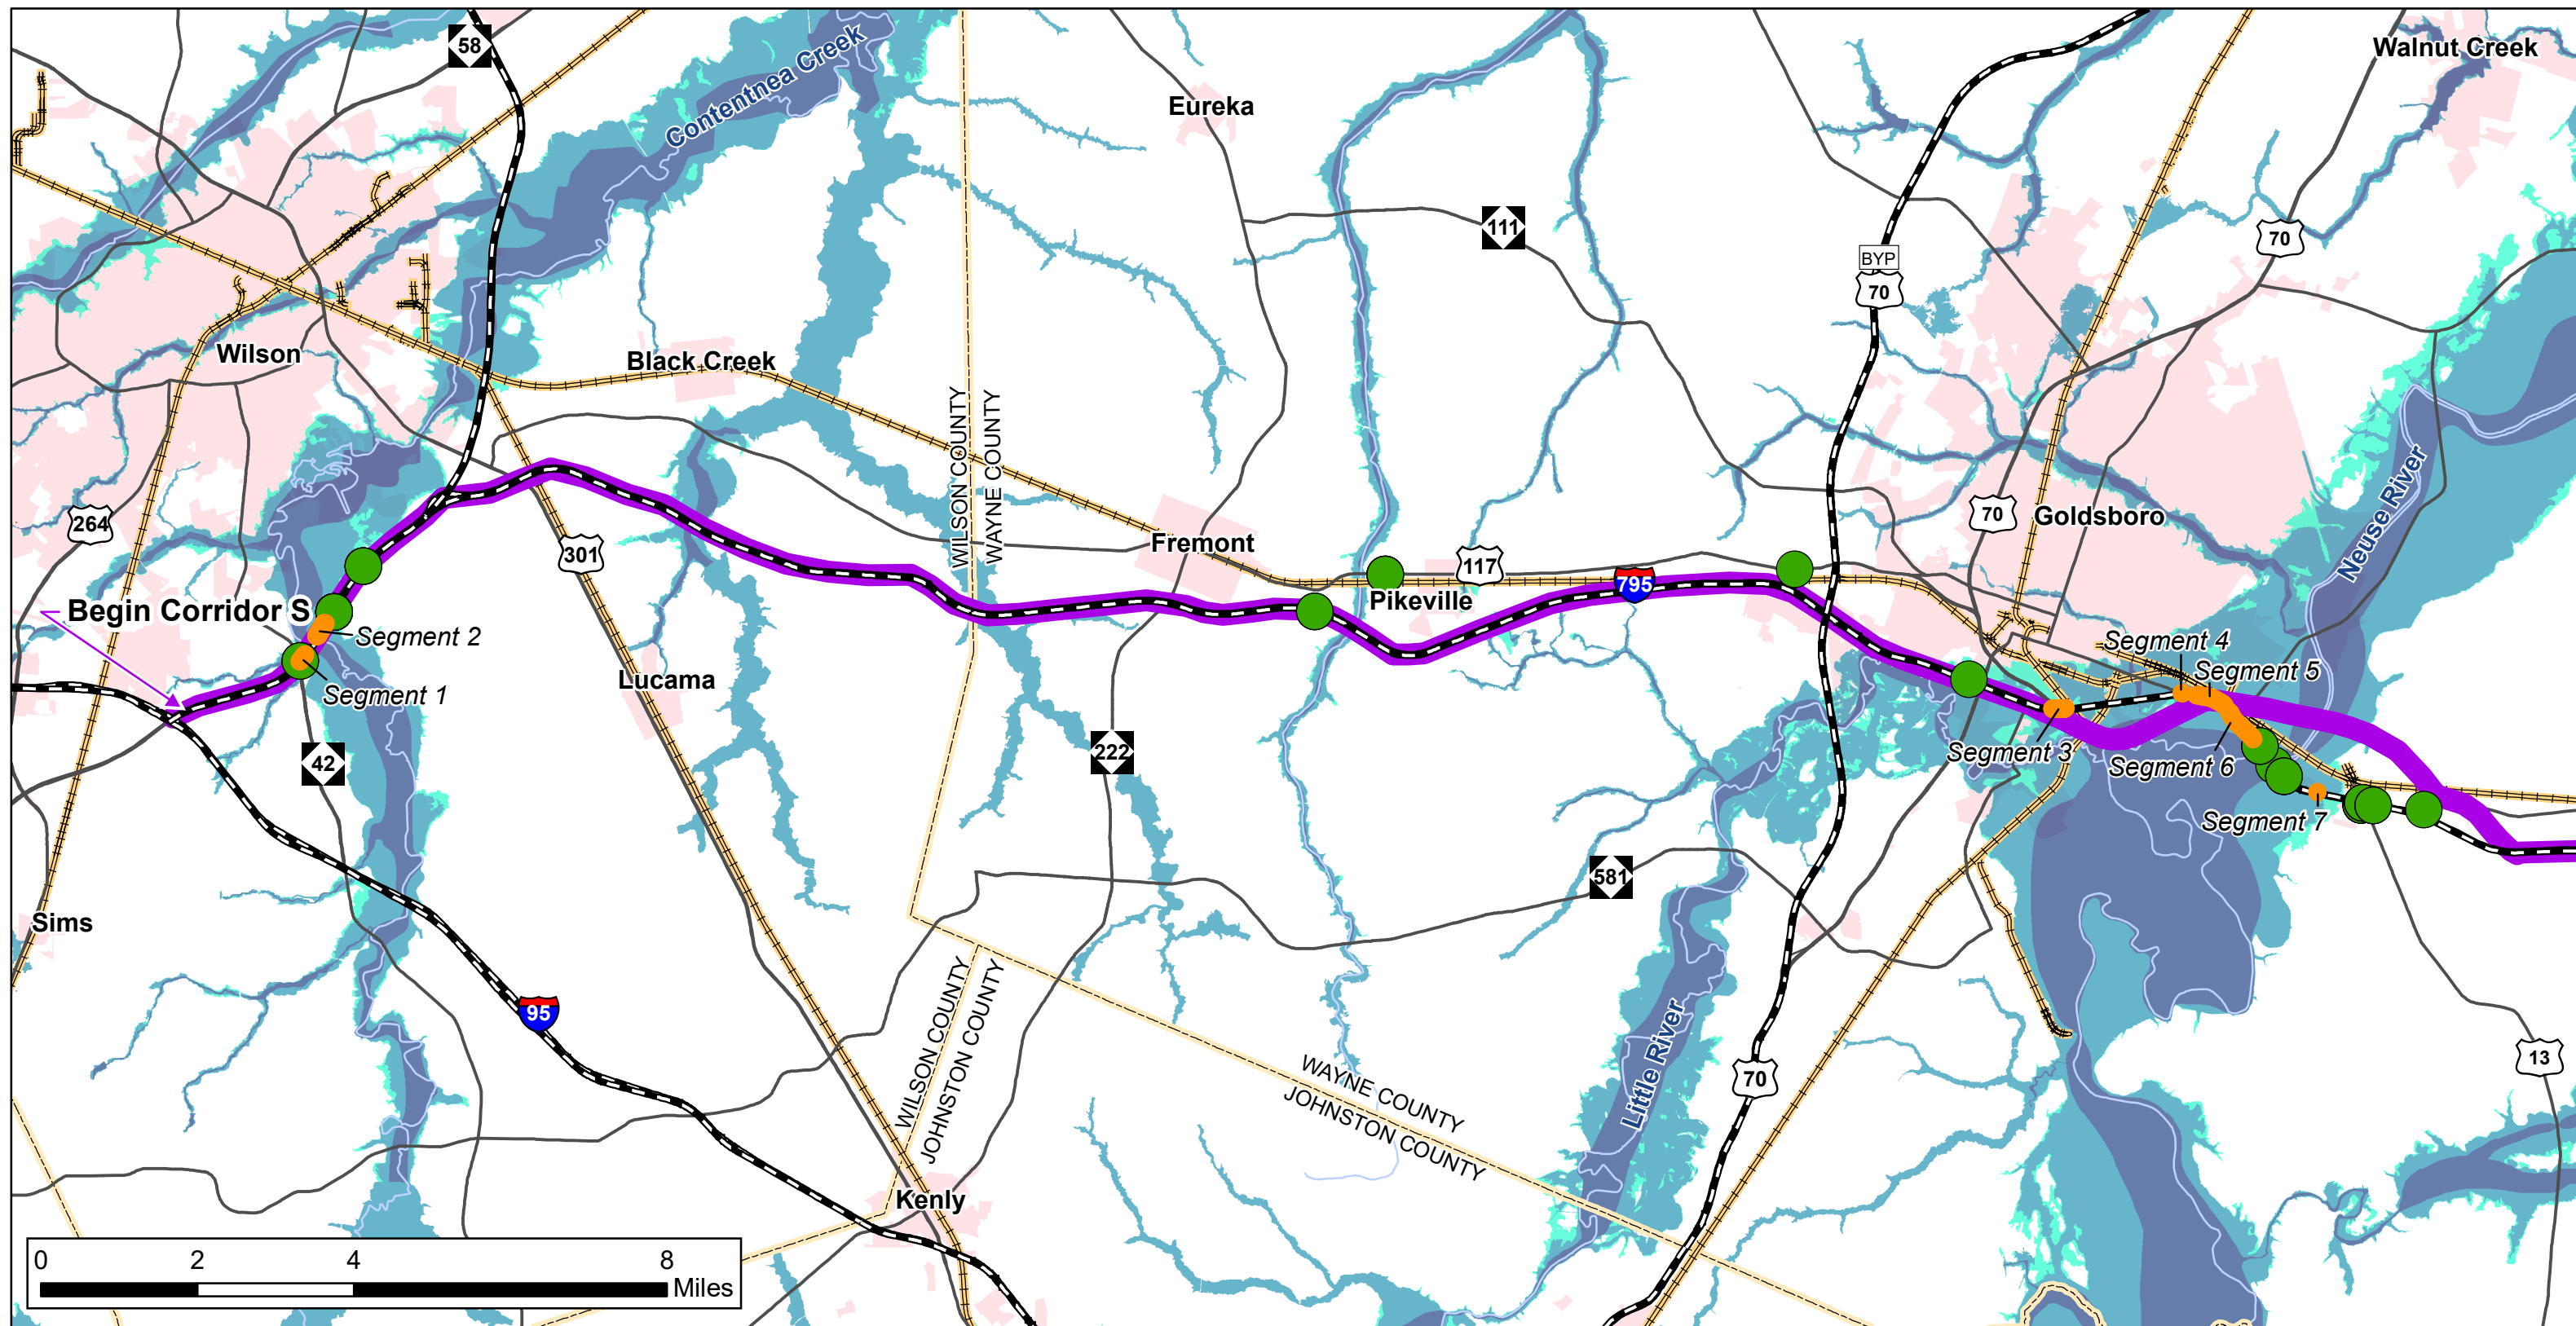 58
Contentnea Creek
Walnut Creek
Eureka
111
70
BYP
70
Wilson
Black Creek
WILSON COUNTY
WAYNE COUNTY
264
301
Fremont
117
795
70
Goldsboro
Neuse River
Begin Corridor S
Segment 2
Segment 1
Pikeville
Segment 4
Segment 5
Lucama
42
222
Segment 3
Segment 6
Segment 7
581
Sims
95
WILSON COUNTY
JOHNSTON COUNTY
WAYNE COUNTY
JOHNSTON COUNTY
Little River
70
13
Kenly
0 2 4 8
Miles